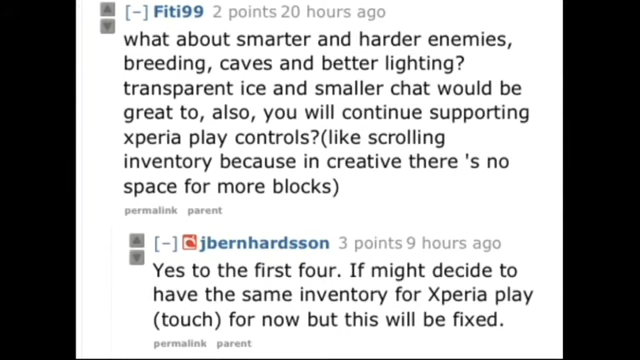 [–] Fiti99 2 points 20 hours ago
what about smarter and harder enemies,
breeding, caves and better lighting?
transparent ice and smaller chat would be
great to, also, you will continue supporting
xperia play controls?(like scrolling
inventory because in creative there 's no
space for more blocks)
permalink parent
[–] jbernhardsson 3 points 9 hours ago
Yes to the first four. If might decide to
have the same inventory for Xperia play
(touch) for now but this will be fixed.
permalink parent